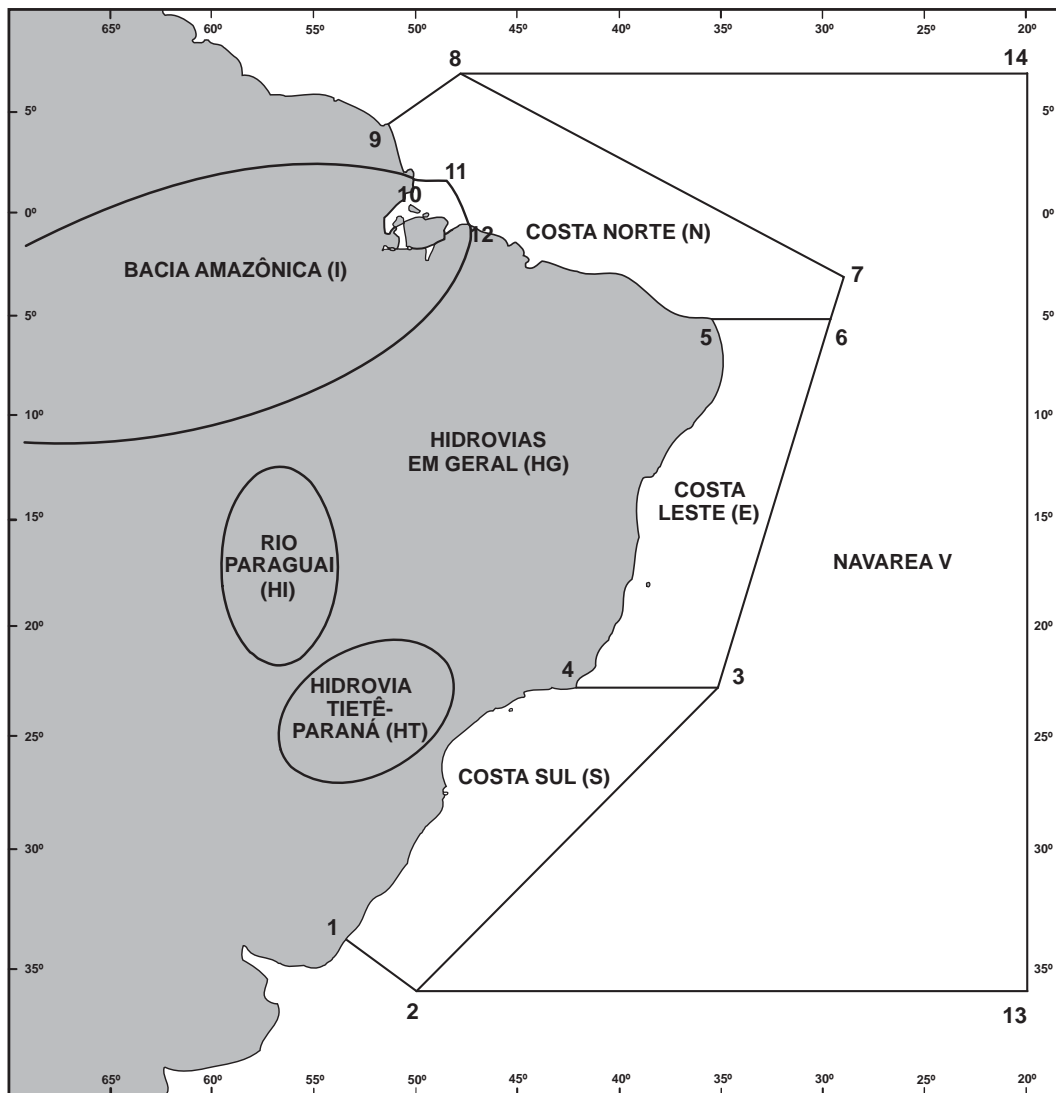 65º 60º 55º 50º 45º 40º 35º 30º 25º 20º
8 14
5º 5º
9
11
10
0º 0º
12 COSTA NORTE (N)
BACIA AMAZÔNICA (I) 7
5º 5º
5 6
10º 10º
HIDROVIAS
EM GERAL (HG)
COSTA
LESTE (E)
15º 15º
RIO
PARAGUAI
(HI)
NAVAREA V
20º 20º
4 3
HIDROVIA
TIETÊ-
PARANÁ (HT)
25º 25º
COSTA SUL (S)
30º 30º
1
35º 35º
2 13
65º 60º 55º 50º 45º 40º 35º 30º 25º 20º